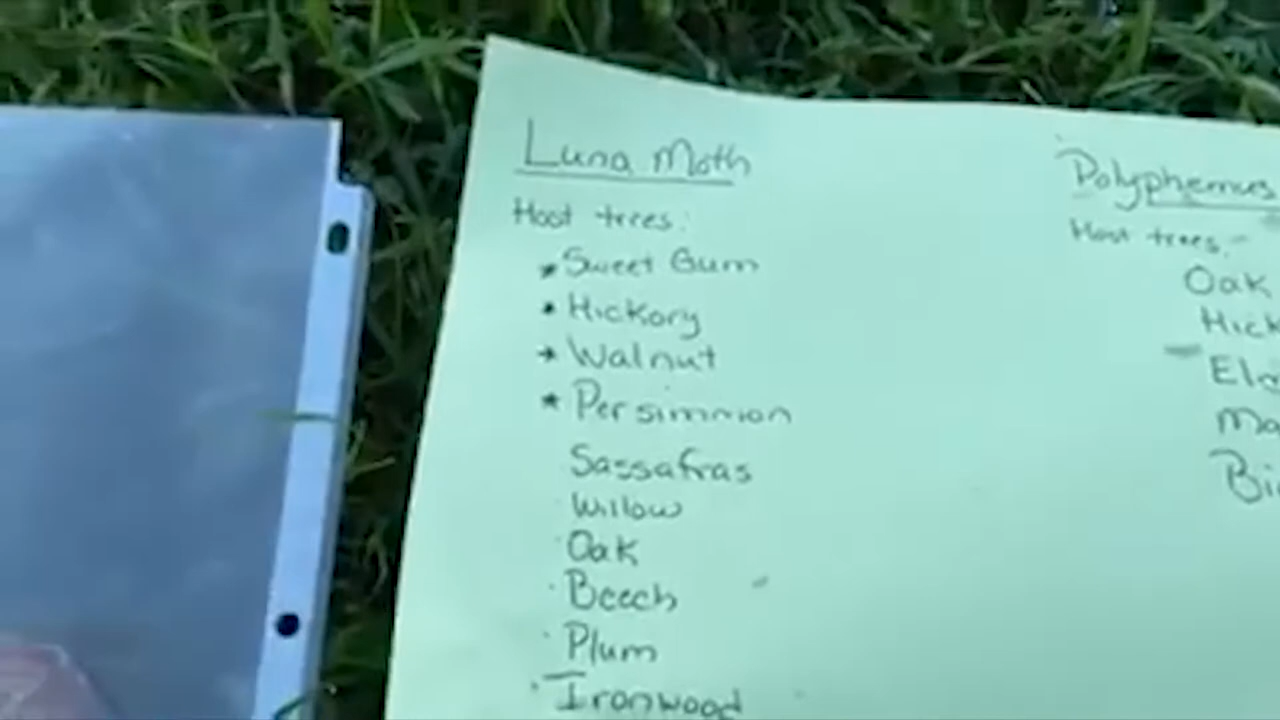 Luna Moth
Host trees:
* Sweet Gum
* Hickory
* Walnut
* Persimmon
Sassafras
Willow
Oak
Beech
Plum
Ironwood
Polyphemus
Host trees:
Oak
Hick